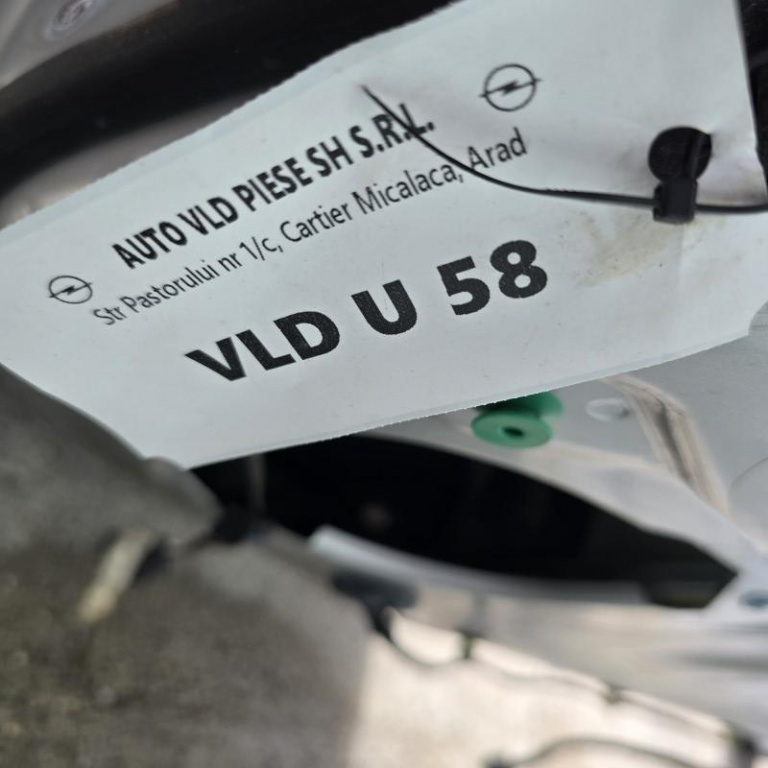 AUTO VLD PIESE SH S.R.L.
Str Pastorului nr 1/c, Cartier Micalaca, Arad
VLD U 58